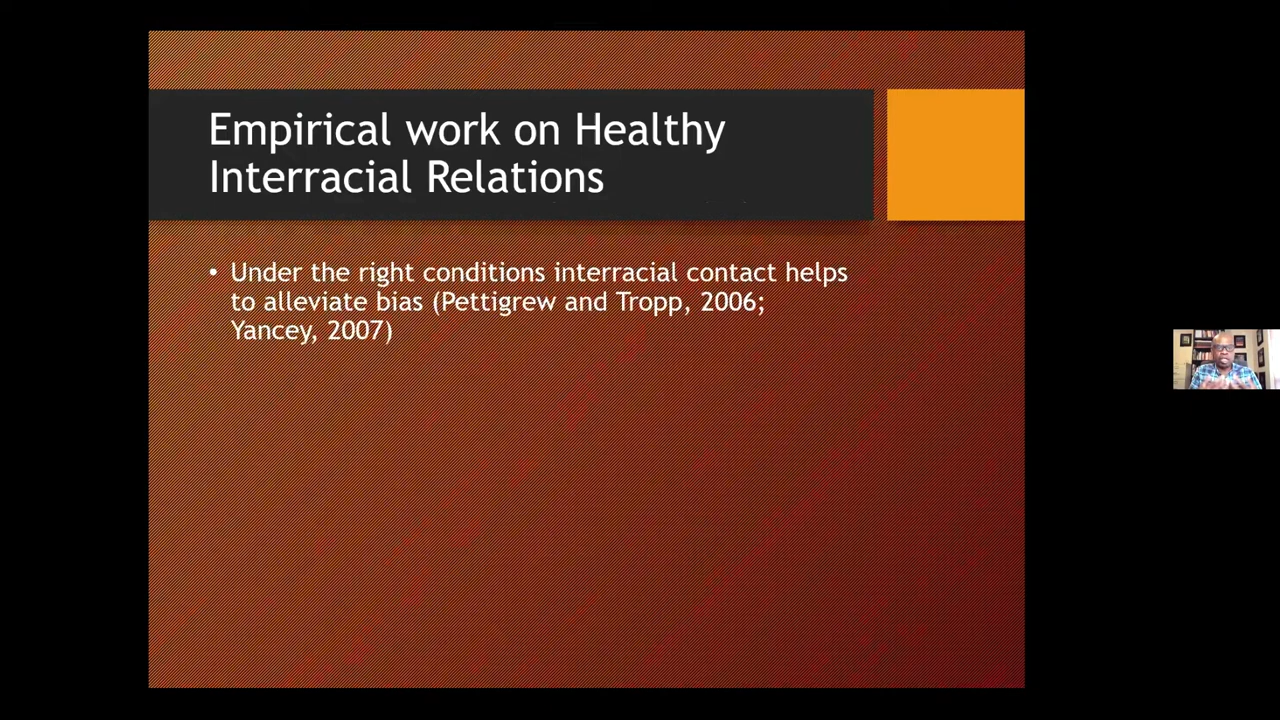 Empirical work on Healthy
Interracial Relations
• Under the right conditions interracial contact helps
to alleviate bias (Pettigrew and Tropp, 2006;
Yancey, 2007)